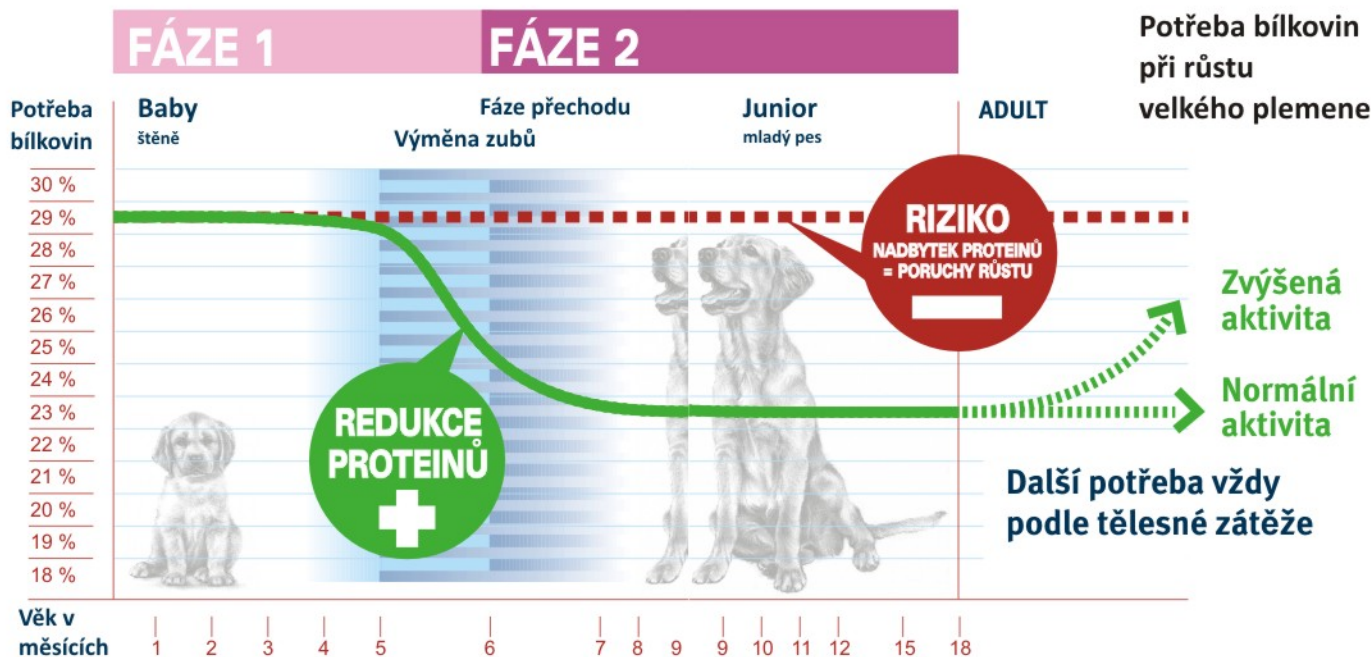 FÁZE 1
FÁZE 2
Potřeba bílkovin
při růstu
velkého plemene
Potřeba
bílkovin
Baby
štěně
Výměna zubů
Fáze přechodu
Junior
mladý pes
ADULT
30 %
29 %
28 %
27 %
26 %
25 %
24 %
23 %
22 %
21 %
20 %
19 %
18 %
RIZIKO
NADBYTEK PROTEINŮ
= PORUCHY RŮSTU
REDUKCE
PROTEINŮ
Zvýšená
aktivita
Normální
aktivita
Další potřeba vždy
podle tělesné zátěže
Věk v
měsících
1 2 3 4 5 6 7 8 9 9 10 11 12 15 18